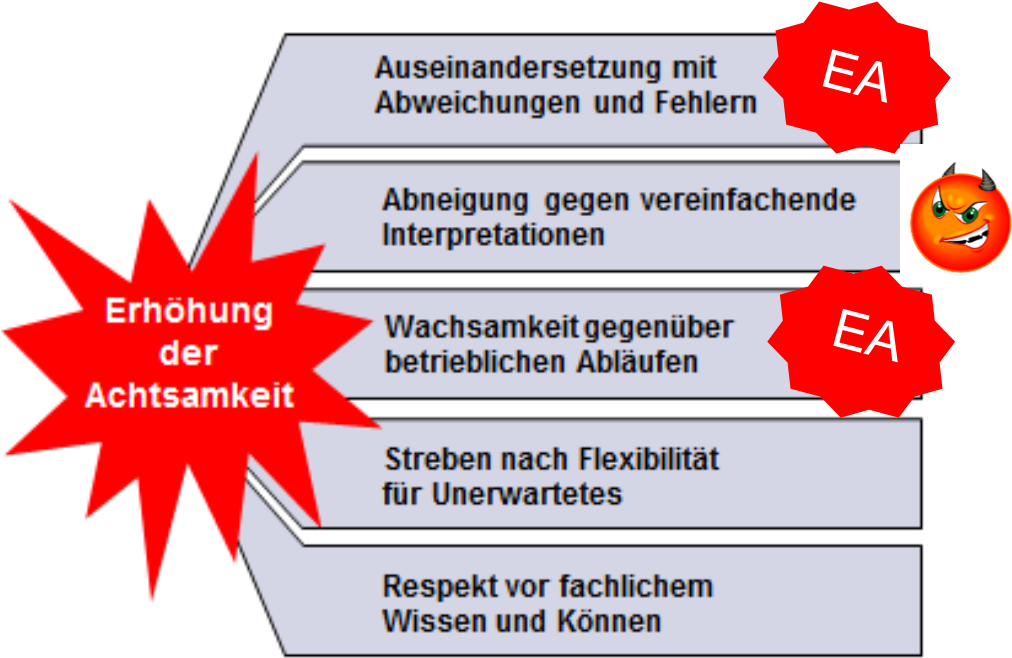 Auseinandersetzung mit
Abweichungen und Fehlern
EA
Abneigung gegen vereinfachende
Interpretationen
Erhöhung
der
Achtsamkeit
Wachsamkeit gegenüber
betrieblichen Abläufen
EA
Streben nach Flexibilität
für Unerwartetes
Respekt vor fachlichem
Wissen und Können